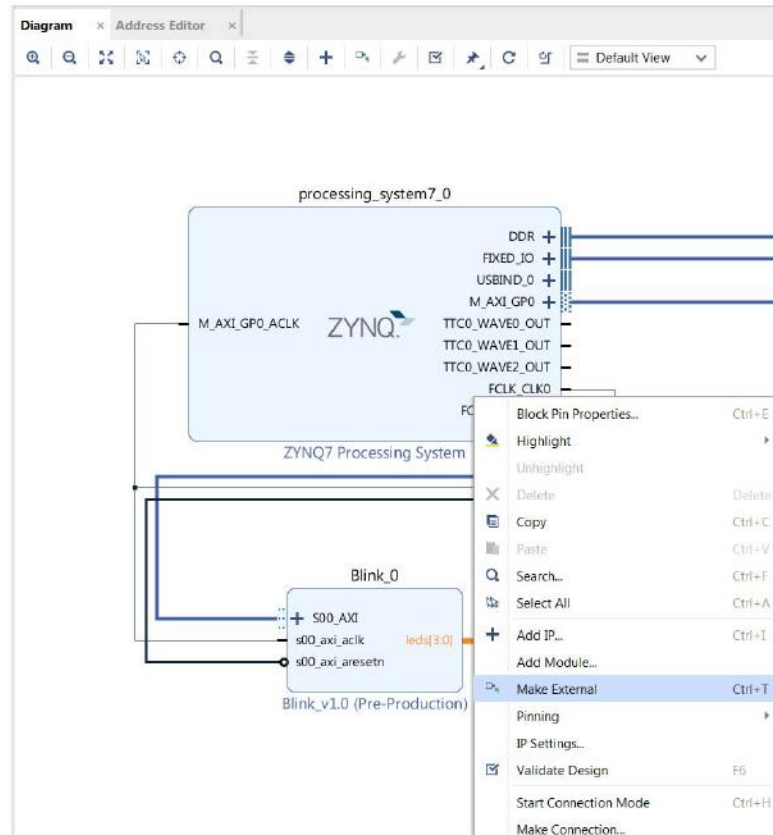 Diagram × Address Editor ×
Default View
processing_system7_0
DDR
FIXED_IO
USBIND_0
M_AXI_GP0
M_AXI_GP0_ACLK
ZYNQ.
TTC0_WAVE0_OUT
TTC0_WAVE1_OUT
TTC0_WAVE2_OUT
FCLK_CLK0
FC
ZYNQ7 Processing System
Blink_0
S00_AXI
s00_axi_aclk
leds[3:0]
s00_axi_aresetn
Blink_v1.0 (Pre-Production)
Block Pin Properties... Ctrl+E
Highlight
Unhighlight
Delete Delete
Copy Ctrl+C
Paste Ctrl+V
Search... Ctrl+F
Select All Ctrl+A
Add IP... Ctrl+I
Add Module...
Make External Ctrl+T
Pinning
IP Settings...
Validate Design F6
Start Connection Mode Ctrl+H
Make Connection...